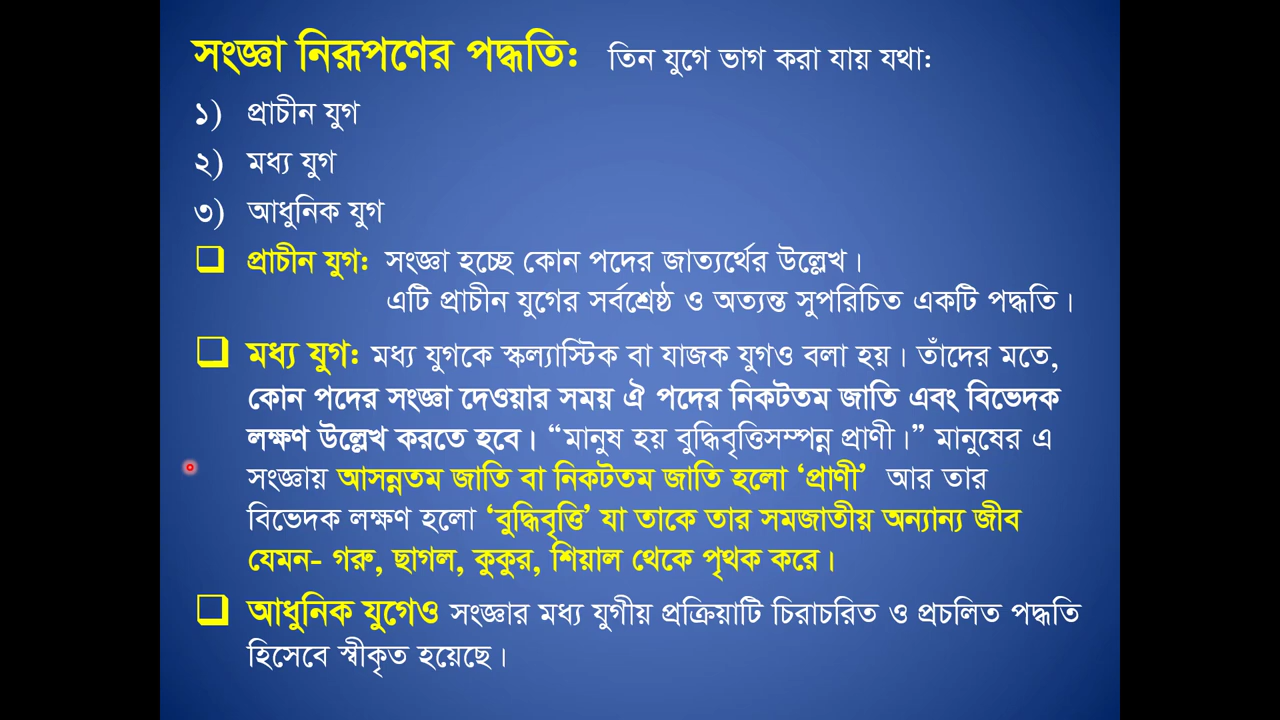 সংজ্ঞা নিরূপণের পদ্ধতি: তিন যুগে ভাগ করা যায় যথা:
১) প্রাচীন যুগ
২) মধ্য যুগ
৩) আধুনিক যুগ
প্রাচীন যুগ: সংজ্ঞা হচ্ছে কোন পদের জাত্যর্থের উল্লেখ।
এটি প্রাচীন যুগের সর্বশ্রেষ্ঠ ও অত্যন্ত সুপরিচিত একটি পদ্ধতি।
মধ্য যুগ: মধ্য যুগকে স্কল্যাস্টিক বা যাজক যুগও বলা হয়। তাঁদের মতে,
কোন পদের সংজ্ঞা দেওয়ার সময় ঐ পদের নিকটতম জাতি এবং বিভেদক
লক্ষণ উল্লেখ করতে হবে। “মানুষ হয় বুদ্ধিবৃত্তিসম্পন্ন প্রাণী।” মানুষের এ
সংজ্ঞায় আসন্নতম জাতি বা নিকটতম জাতি হলো ‘প্রাণী’ আর তার
বিভেদক লক্ষণ হলো ‘বুদ্ধিবৃত্তি’ যা তাকে তার সমজাতীয় অন্যান্য জীব
যেমন- গরু, ছাগল, কুকুর, শিয়াল থেকে পৃথক করে।
আধুনিক যুগেও সংজ্ঞার মধ্য যুগীয় প্রক্রিয়াটি চিরাচরিত ও প্রচলিত পদ্ধতি
হিসেবে স্বীকৃত হয়েছে।